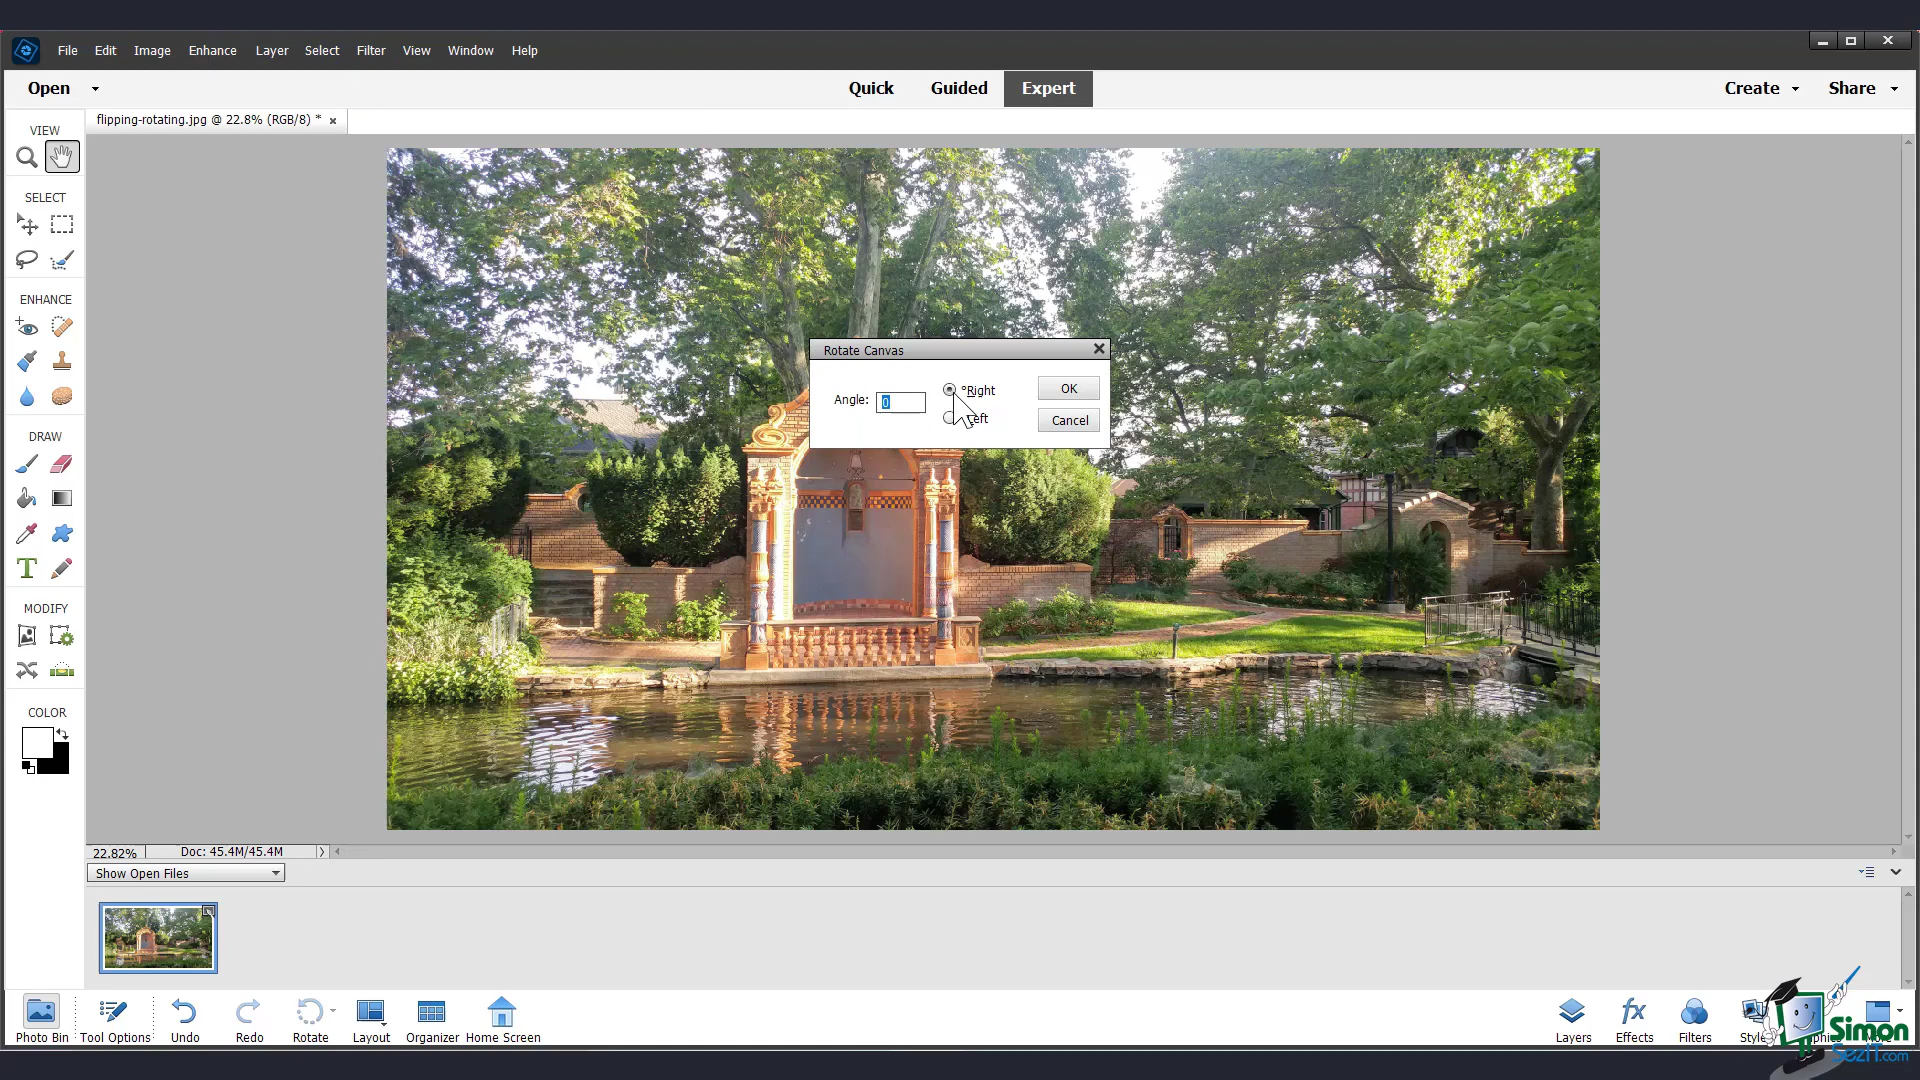 File Edit Image Enhance Layer Select Filter View Window Help
Open Quick Guided Expert Create Share
flipping-rotating.jpg @ 22.8% (RGB/8) *
VIEW
SELECT
ENHANCE
DRAW
MODIFY
COLOR
Rotate Canvas
Angle: 0 °Right OK
Cancel
22.82% Doc: 45.4M/45.4M
Show Open Files
Photo Bin Tool Options Undo Redo Rotate Layout Organizer Home Screen Layers Effects Filters
Simon
SezIT.com